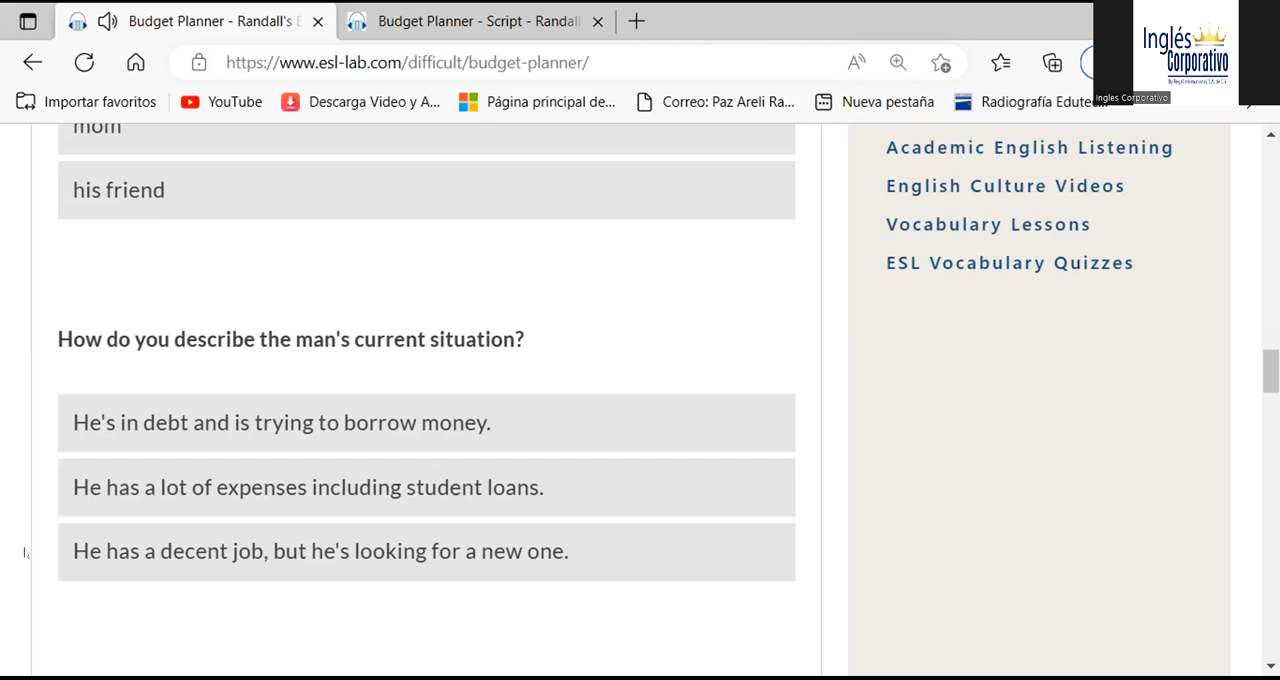 Budget Planner - Randall's E
Budget Planner - Script - Randall
https://www.esl-lab.com/difficult/budget-planner/
Importar favoritos
YouTube
Descarga Video y A...
Página principal de...
Correo: Paz Areli Ra...
Nueva pestaña
Radiografía Edutec...
Inglés
Corporativo
Ingles Corporativo
mom
his friend
How do you describe the man's current situation?
He's in debt and is trying to borrow money.
He has a lot of expenses including student loans.
He has a decent job, but he's looking for a new one.
Academic English Listening
English Culture Videos
Vocabulary Lessons
ESL Vocabulary Quizzes